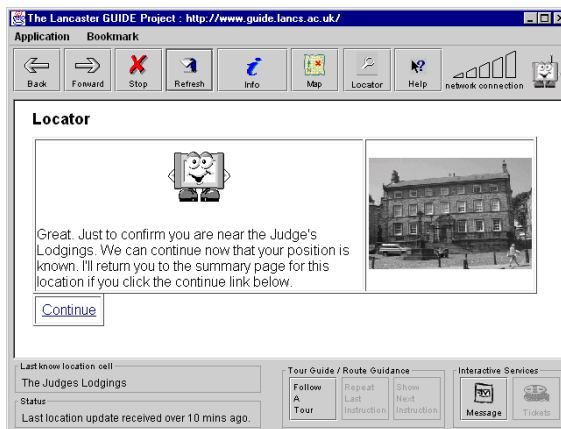 The Lancaster GUIDE Project : http://www.guide.lancs.ac.uk/
Application Bookmark
Back Forward Stop Refresh Info Map Locator Help network connection
Locator
Great. Just to confirm you are near the Judge's
Lodgings. We can continue now that your position is
known. I'll return you to the summary page for this
location if you click the continue link below.
Continue
Last know location cell
The Judges Lodgings
Status
Last location update received over 10 mins ago.
Tour Guide / Route Guidance
Follow
A
Tour
Repeat
Last
Instruction
Show
Next
Instruction
Interactive Services
Message
Tickets